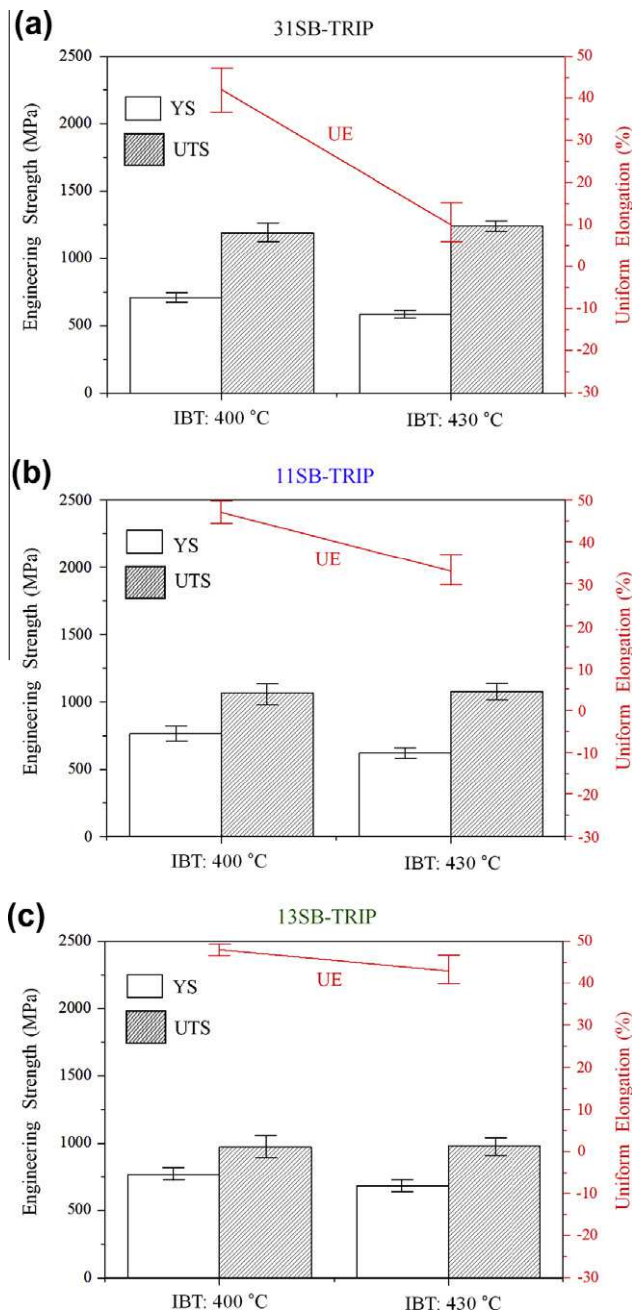 (a)
31SB-TRIP
2500
2000
1500
1000
500
0
Engineering Strength (MPa)
YS
UTS
UE
50
40
30
20
10
0
-10
-20
-30
Uniform Elongation (%)
IBT: 400 °C
IBT: 430 °C
(b)
11SB-TRIP
2500
2000
1500
1000
500
0
Engineering Strength (MPa)
YS
UTS
UE
50
40
30
20
10
0
-10
-20
-30
Uniform Elongation (%)
IBT: 400 °C
IBT: 430 °C
(c)
13SB-TRIP
2500
2000
1500
1000
500
0
Engineering Strength (MPa)
YS
UTS
UE
50
40
30
20
10
0
-10
-20
-30
Uniform Elongation (%)
IBT: 400 °C
IBT: 430 °C